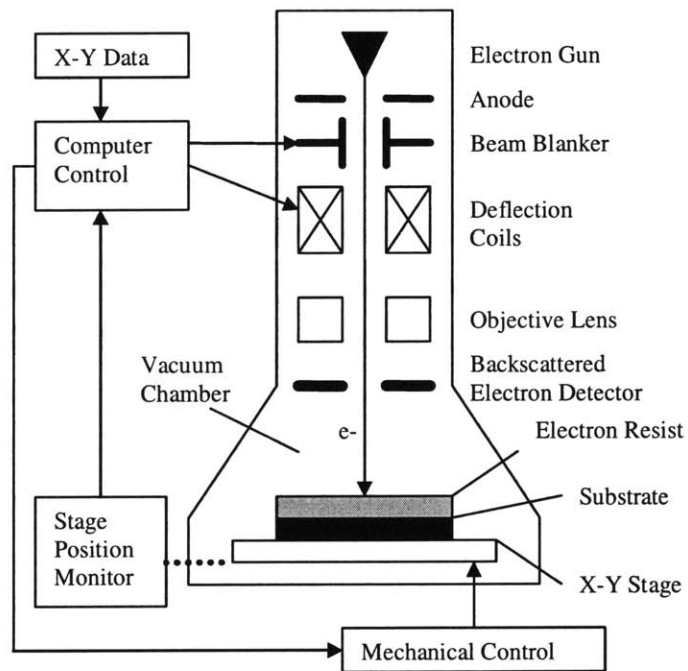 X-Y Data
Computer
Control
Electron Gun
Anode
Beam Blanker
Deflection
Coils
Objective Lens
Backscattered
Electron Detector
Vacuum
Chamber
e-
Electron Resist
Substrate
X-Y Stage
Stage
Position
Monitor
Mechanical Control